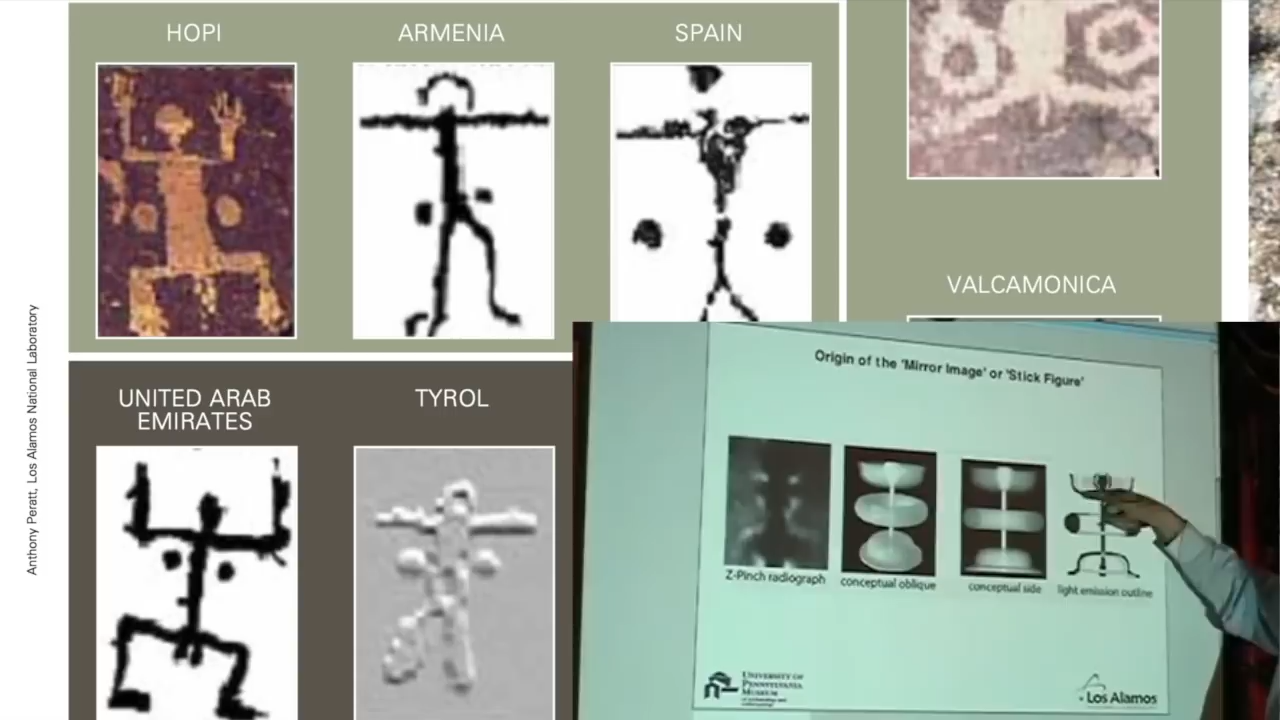 HOPI
ARMENIA
SPAIN
VALCAMONICA
UNITED ARAB
EMIRATES
TYROL
Anthony Peratt, Los Alamos National Laboratory
Origin of the 'Mirror Image' or 'Stick Figure'
Z-Pinch radiograph
conceptual oblique
conceptual side
light emission outline
UNIVERSITY OF
PENNSYLVANIA
MUSEUM
Los Alamos